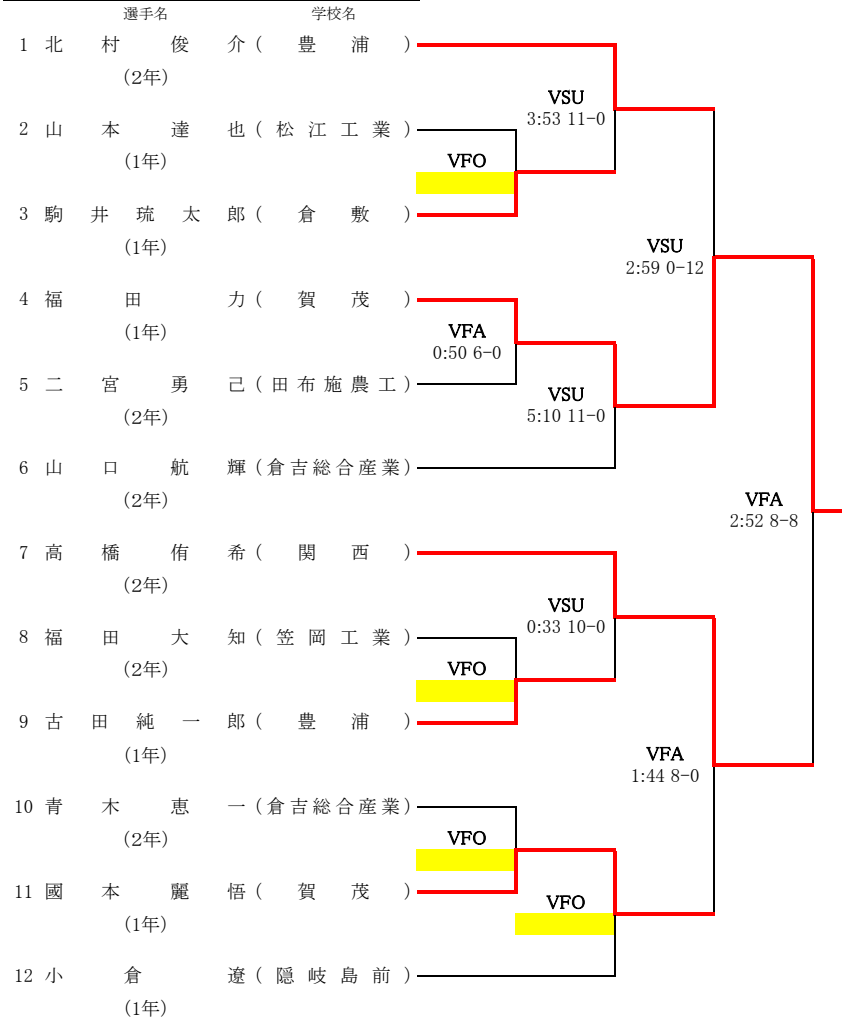 選手名 学校名
1 北村俊介(豊浦)
(2年)
VSU
3:53 11-0
2 山本達也(松江工業)
(1年)
VFO
3 駒井琉太郎(倉敷)
(1年)
VSU
2:59 0-12
4 福田力(賀茂)
(1年)
VFA
0:50 6-0
5 二宮勇己(田布施農工)
(2年)
VSU
5:10 11-0
6 山口航輝(倉吉総合産業)
(2年)
VFA
2:52 8-8
7 高橋侑希(関西)
(2年)
VSU
0:33 10-0
8 福田大知(笠岡工業)
(2年)
VFO
9 古田純一郎(豊浦)
(1年)
VFA
1:44 8-0
10 青木恵一(倉吉総合産業)
(2年)
VFO
11 國本麗悟(賀茂)
(1年)
VFO
12 小倉遼(隠岐島前)
(1年)